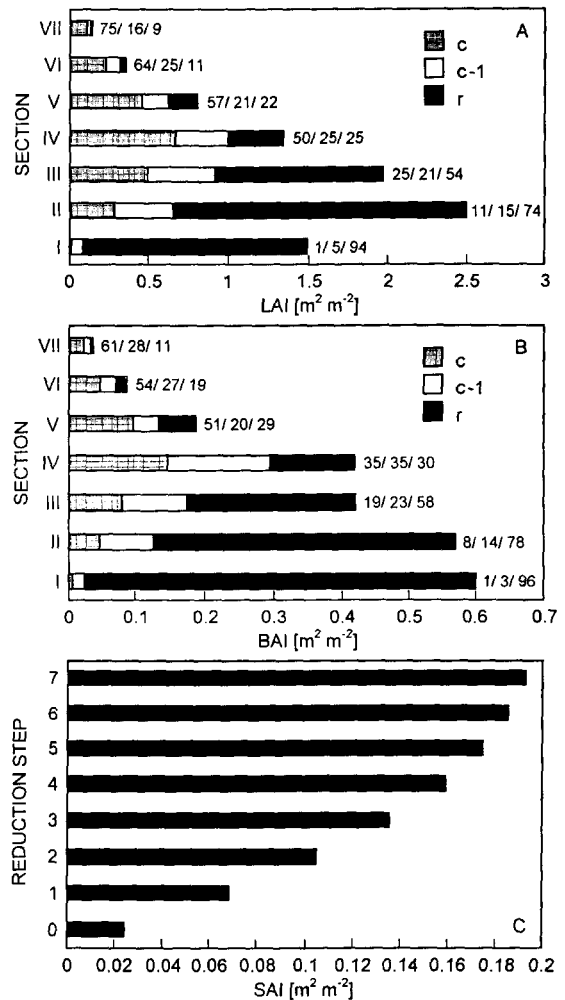 A
c
c-1
r
SECTION
VII
75/ 16/ 9
VI
64/ 25/ 11
V
57/ 21/ 22
IV
50/ 25/ 25
III
25/ 21/ 54
II
11/ 15/ 74
I
1/ 5/ 94
0 0.5 1 1.5 2 2.5 3
LAI [m² m⁻²]
B
c
c-1
r
SECTION
VII
61/ 28/ 11
VI
54/ 27/ 19
V
51/ 20/ 29
IV
35/ 35/ 30
III
19/ 23/ 58
II
8/ 14/ 78
I
1/ 3/ 96
0 0.1 0.2 0.3 0.4 0.5 0.6 0.7
BAI [m² m⁻²]
REDUCTION STEP
7
6
5
4
3
2
1
0
C
0 0.02 0.04 0.06 0.08 0.1 0.12 0.14 0.16 0.18 0.2
SAI [m² m⁻²]